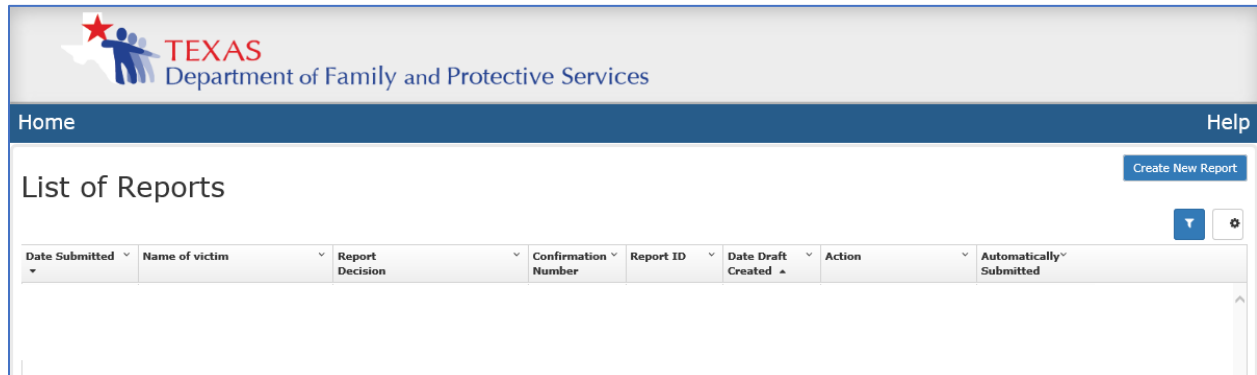 TEXAS
Department of Family and Protective Services
Home Help
Create New Report
List of Reports
Date Submitted Name of victim Report Confirmation Report ID Date Draft Action Automatically
Decision Number Created Submitted